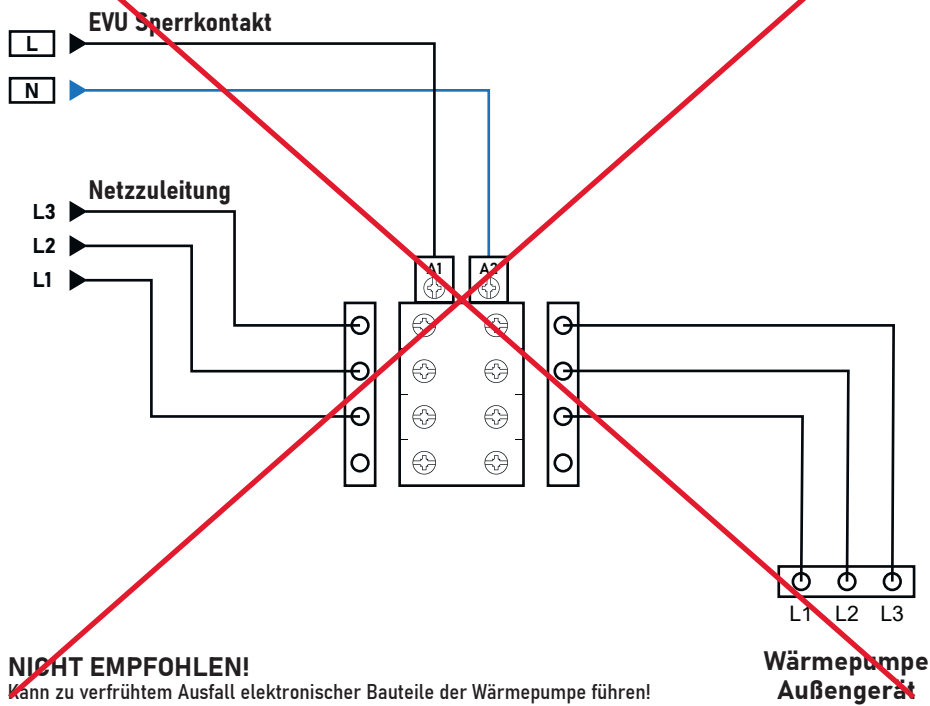 EVU Sperrkontakt
L
N
Netzzuleitung
L3
L2
L1
A1 A2
L1 L2 L3
Wärmepumpe
Außengerät
NICHT EMPFOHLEN!
Kann zu verfrühtem Ausfall elektronischer Bauteile der Wärmepumpe führen!